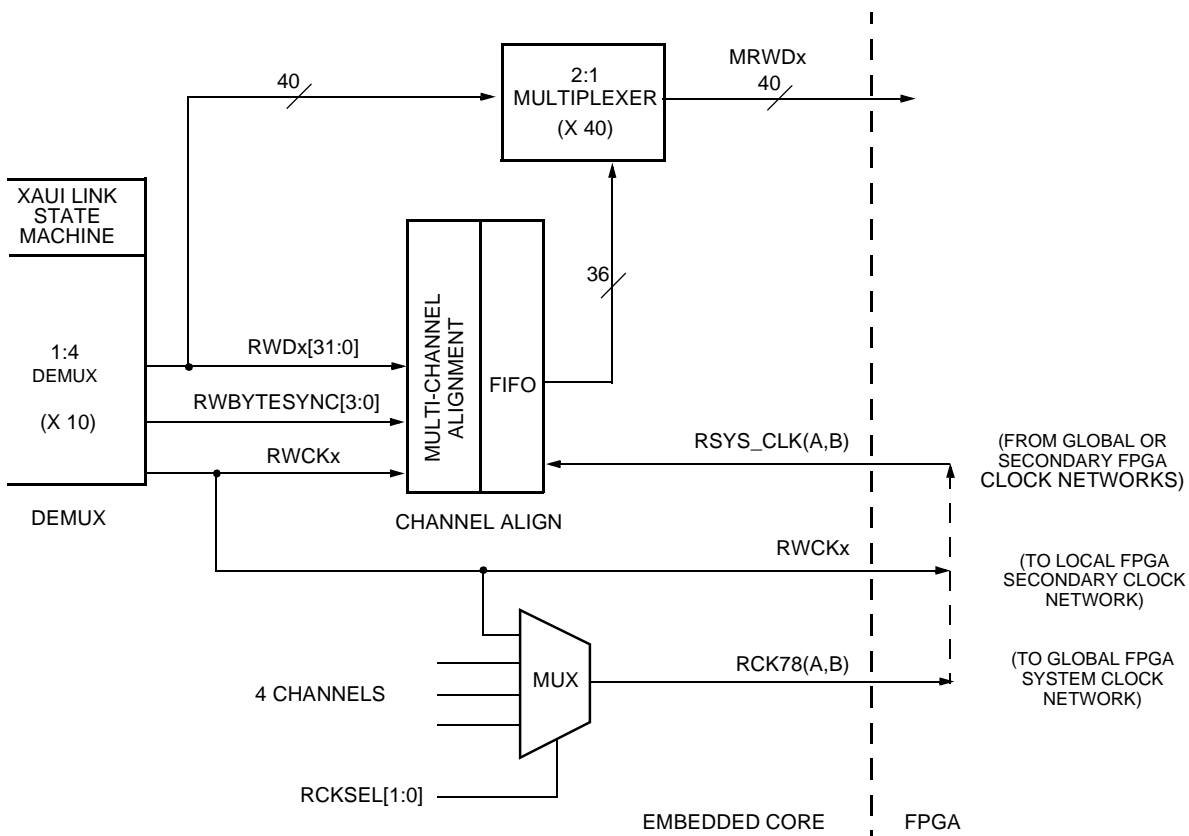 MRWDx
40
40
2:1
MULTIPLEXER
(X 40)
XAUI LINK
STATE
MACHINE
1:4
DEMUX
(X 10)
36
RWDx[31:0]
RWBYTESYNC[3:0]
RWCKx
MULTI-CHANNEL
ALIGNMENT
FIFO
RSYS_CLK(A,B)
(FROM GLOBAL OR
SECONDARY FPGA
CLOCK NETWORKS)
DEMUX
CHANNEL ALIGN
RWCKx
(TO LOCAL FPGA
SECONDARY CLOCK
NETWORK)
4 CHANNELS
MUX
RCK78(A,B)
(TO GLOBAL FPGA
SYSTEM CLOCK
NETWORK)
RCKSEL[1:0]
EMBEDDED CORE
FPGA